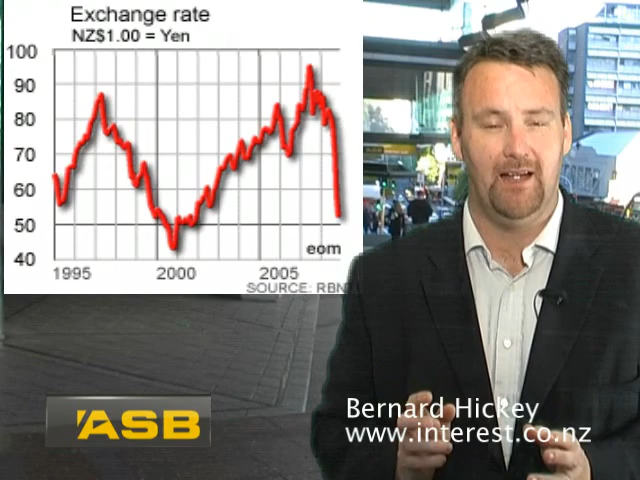 Exchange rate
NZ$1.00 = Yen
100
90
80
70
60
50
40
eom
1995
2000
2005
SOURCE: RBNZ
ASB
Bernard Hickey
www.interest.co.nz